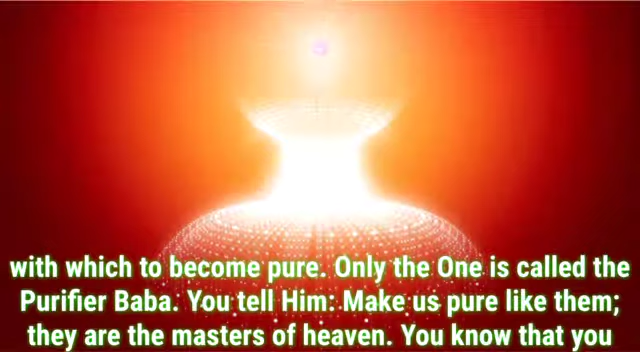 with which to become pure. Only the One is called the
Purifier Baba. You tell Him: Make us pure like them;
they are the masters of heaven. You know that you